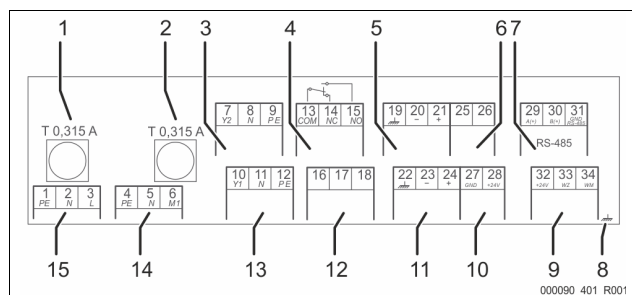 1 2 3 4 5 6 7
T 0,315 A T 0,315 A
7 8 9 13 14 15 19 20 21 25 26 29 30 31
Y2 N PE COM NC NO − + A(+) B(+) GND RS-485
RS-485
10 11 12 16 17 18 22 23 24 27 28 32 33 34
Y1 N PE − + GND +24V +24V WZ WM
1 2 3 4 5 6
PE N L PE N M1
15 14 13 12 11 10 9 8
000090_401_R001